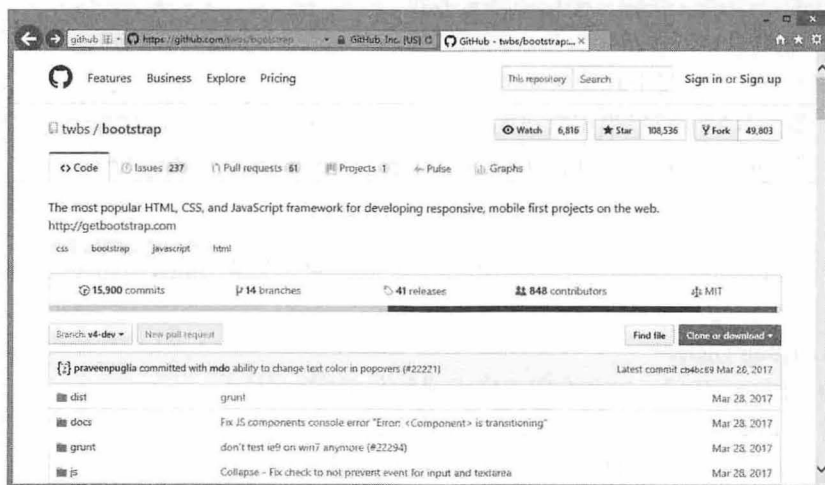 github https://github.com/twbs/bootstrap GitHub, Inc. [US] GitHub - twbs/bootstrap:...
Features Business Explore Pricing This repository Search Sign in or Sign up
twbs / bootstrap Watch 6,816 Star 108,536 Fork 49,803
Code Issues 237 Pull requests 61 Projects 1 Pulse Graphs
The most popular HTML, CSS, and JavaScript framework for developing responsive, mobile first projects on the web.
http://getbootstrap.com
css bootstrap javascript html
15,900 commits 14 branches 41 releases 848 contributors MIT
Branch: v4-dev New pull request Find file Clone or download
praveenpuglia committed with mdo ability to change text color in popovers (#22221) Latest commit cb4bc89 Mar 28, 2017
dist grunt Mar 28, 2017
docs Fix JS components console error "Error: <Component> is transitioning" Mar 28, 2017
grunt don't test ie9 on win7 anymore (#22294) Mar 28, 2017
js Collapse - Fix check to not prevent event for input and textarea Mar 28, 2017